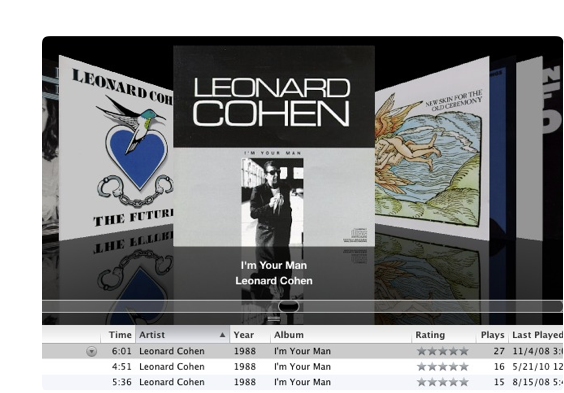 LEONARD COH
THE FUTUR
LEONARD
COHEN
I'M YOUR MAN
NEW SKIN FOR THE
OLD CEREMONY
I'm Your Man
Leonard Cohen
Time Artist Year Album Rating Plays Last Played
6:01 Leonard Cohen 1988 I'm Your Man 27 11/4/08 3:
4:51 Leonard Cohen 1988 I'm Your Man 16 5/21/10 12
5:36 Leonard Cohen 1988 I'm Your Man 15 8/15/08 5: